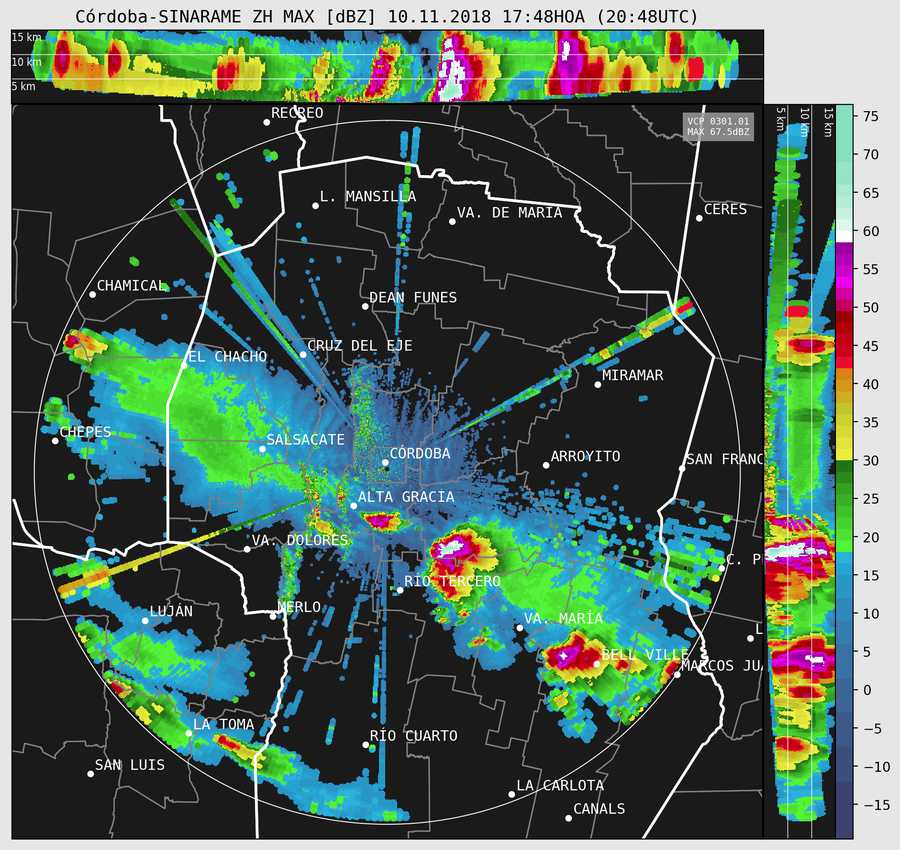 Córdoba-SINARAME ZH MAX [dBZ] 10.11.2018 17:48HOA (20:48UTC)
15 km
10 km
5 km
5 km
10 km
15 km
VCP 0301.01
MAX 67.5dBZ
RECREO
L. MANSILLA
VA. DE MARÍA
CERES
CHAMICAL
DEAN FUNES
EL CHACHO
CRUZ DEL EJE
MIRAMAR
CHEPES
SALSACATE
CÓRDOBA
ARROYITO
SAN FRANC
ALTA GRACIA
VA. DOLORES
RÍO TERCERO
C. P
LUJÁN
MERLO
VA. MARÍA
L
BELL VILLE
MARCOS JUÁ
LA TOMA
RÍO CUARTO
SAN LUIS
LA CARLOTA
CANALS
75
70
65
60
55
50
45
40
35
30
25
20
15
10
5
0
−5
−10
−15